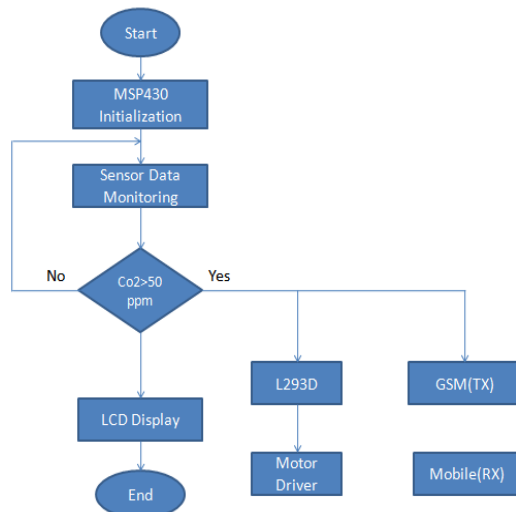 Start
MSP430
Initialization
Sensor Data
Monitoring
No
Co2>50
ppm
Yes
L293D
GSM(TX)
LCD Display
Motor
Driver
Mobile(RX)
End